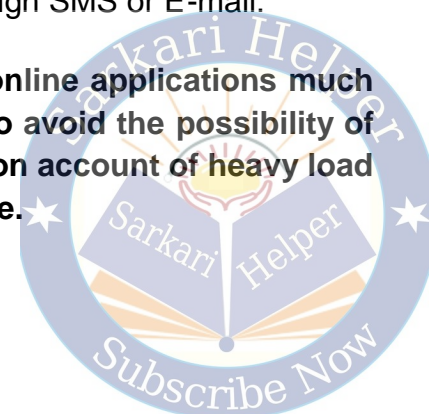 gh SMS or E-mail.
nline applications much
o avoid the possibility of
on account of heavy load
e.
Sarkari Helper
Sarkari Helper
Subscribe Now